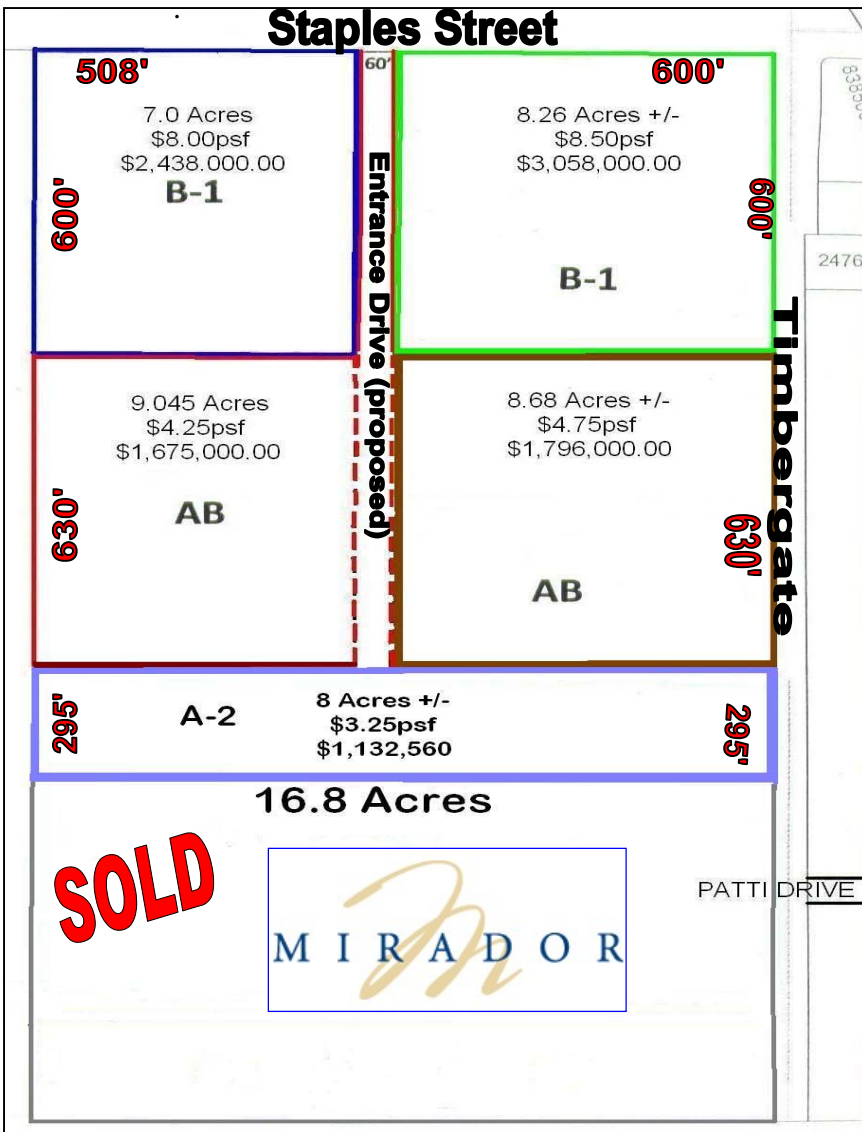 Staples Street
508'
60'
600'
7.0 Acres
$8.00psf
$2,438.000.00
B-1
600'
8.26 Acres +/-
$8.50psf
$3,058,000.00
B-1
600'
Entrance Drive (proposed)
2476
Timbergate
9.045 Acres
$4.25psf
$1,675,000.00
AB
630'
8.68 Acres +/-
$4.75psf
$1,796,000.00
AB
630'
295'
A-2
8 Acres +/-
$3.25psf
$1,132,560
295'
16.8 Acres
SOLD
MIRADOR
PATTI DRIVE